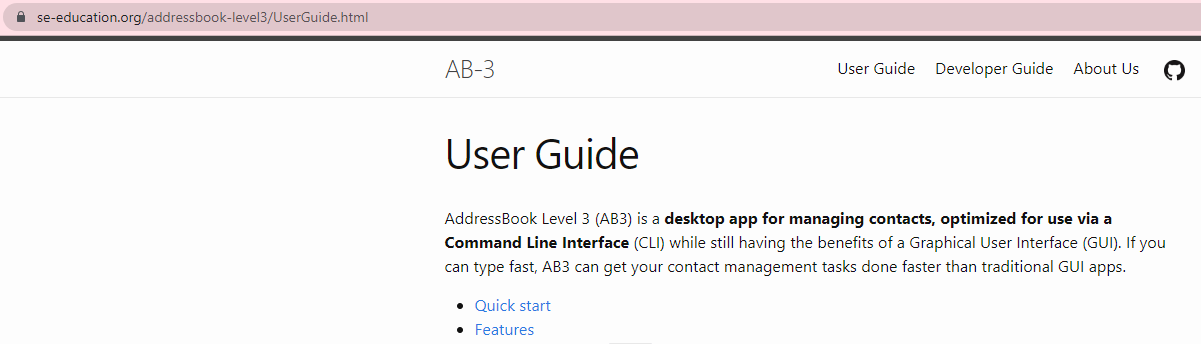 se-education.org/addressbook-level3/UserGuide.html
AB-3
User Guide
Developer Guide
About Us
User Guide
AddressBook Level 3 (AB3) is a desktop app for managing contacts, optimized for use via a
Command Line Interface (CLI) while still having the benefits of a Graphical User Interface (GUI). If you
can type fast, AB3 can get your contact management tasks done faster than traditional GUI apps.
Quick start
Features